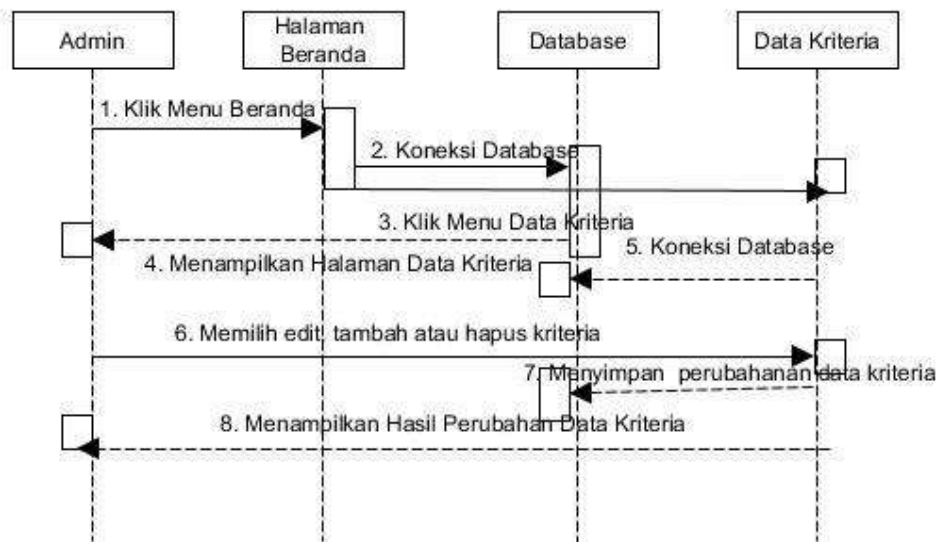 Admin
Halaman
Beranda
Database
Data Kriteria
1. Klik Menu Beranda
2. Koneksi Database
3. Klik Menu Data Kriteria
5. Koneksi Database
4. Menampilkan Halaman Data Kriteria
6. Memilih edit, tambah atau hapus kriteria
7. Menyimpan perubahanan data kriteria
8. Menampilkan Hasil Perubahan Data Kriteria